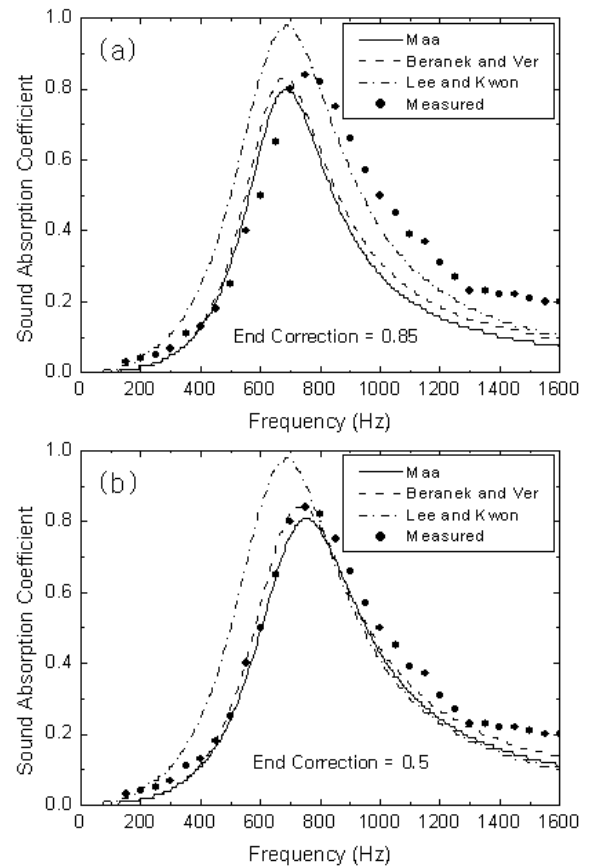 (a)
Maa
Beranek and Ver
Lee and Kwon
Measured
1.0
0.8
0.6
0.4
0.2
0.0
Sound Absorption Coefficient
End Correction = 0.85
0 200 400 600 800 1000 1200 1400 1600
Frequency (Hz)
(b)
Maa
Beranek and Ver
Lee and Kwon
Measured
1.0
0.8
0.6
0.4
0.2
0.0
Sound Absorption Coefficient
End Correction = 0.5
0 200 400 600 800 1000 1200 1400 1600
Frequency (Hz)